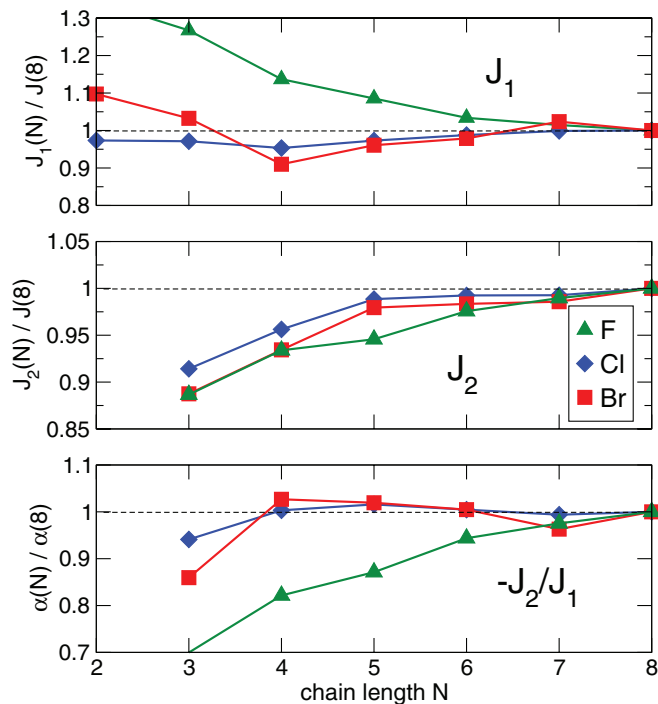 1.3
1.2
1.1
1
0.9
0.8
J₁(N) / J(8)
J₁
1.05
1
0.95
0.9
0.85
J₂(N) / J(8)
J₂
F
Cl
Br
1.1
1
0.9
0.8
0.7
α(N) / α(8)
-J₂/J₁
2 3 4 5 6 7 8
chain length N